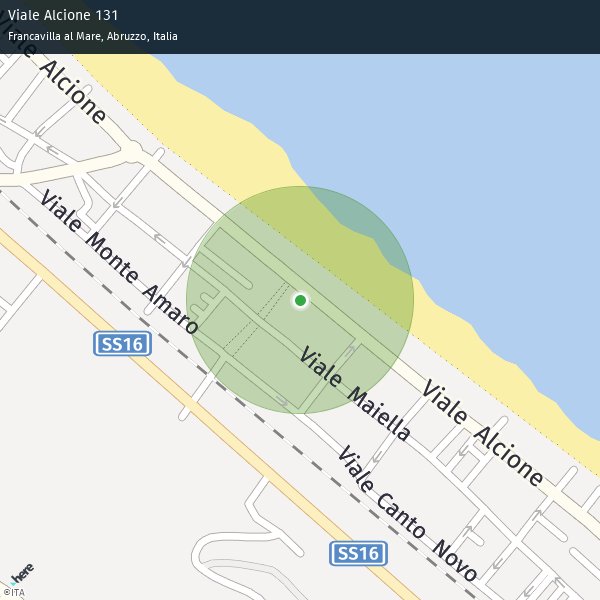 Viale Alcione 131
Francavilla al Mare, Abruzzo, Italia
Viale Alcione
Viale Monte Amaro
SS16
Viale Maiella
Viale Alcione
Viale Canto Novo
SS16
here
©ITA